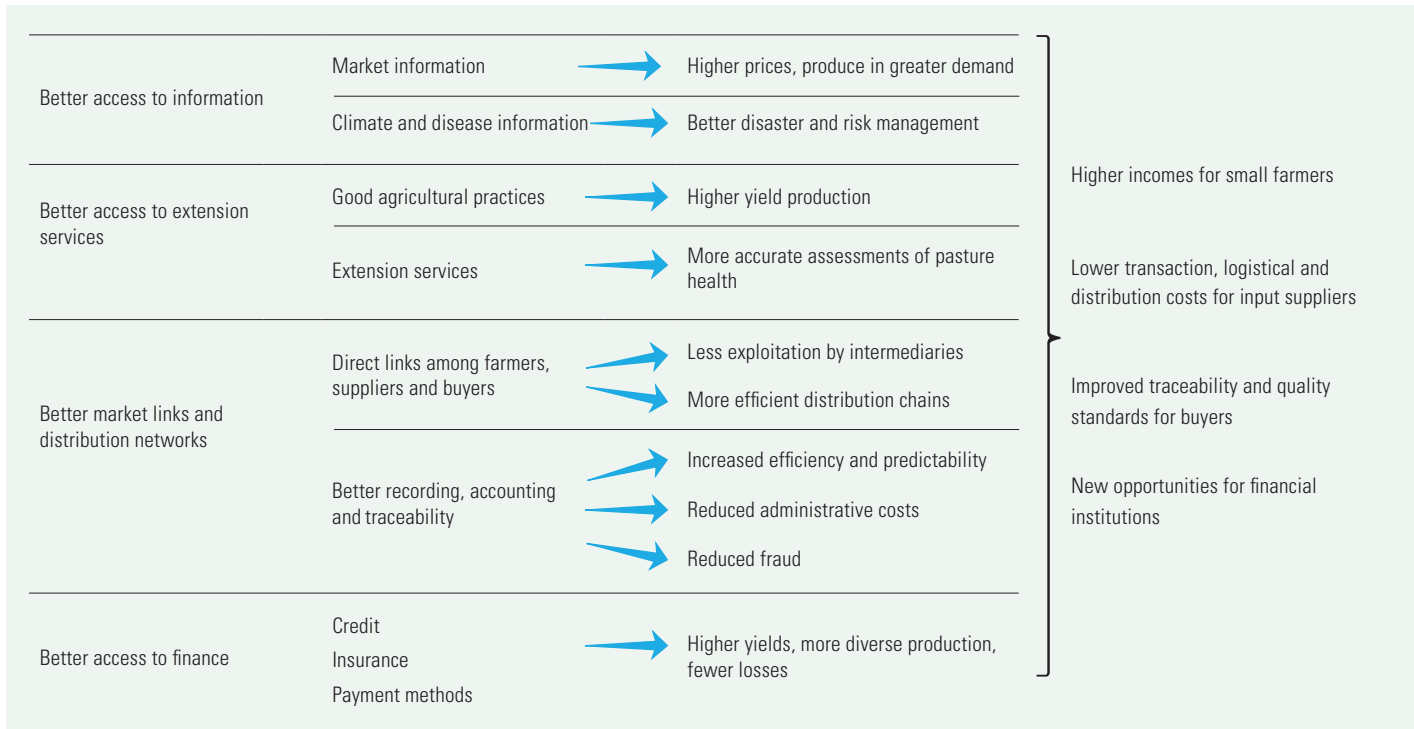 Better access to information
Market information
Higher prices, produce in greater demand
Climate and disease information
Better disaster and risk management
Better access to extension
services
Good agricultural practices
Higher yield production
Extension services
More accurate assessments of pasture
health
Better market links and
distribution networks
Direct links among farmers,
suppliers and buyers
Less exploitation by intermediaries
More efficient distribution chains
Better recording, accounting
and traceability
Increased efficiency and predictability
Reduced administrative costs
Reduced fraud
Better access to finance
Credit
Insurance
Payment methods
Higher yields, more diverse production,
fewer losses
Higher incomes for small farmers
Lower transaction, logistical and
distribution costs for input suppliers
Improved traceability and quality
standards for buyers
New opportunities for financial
institutions